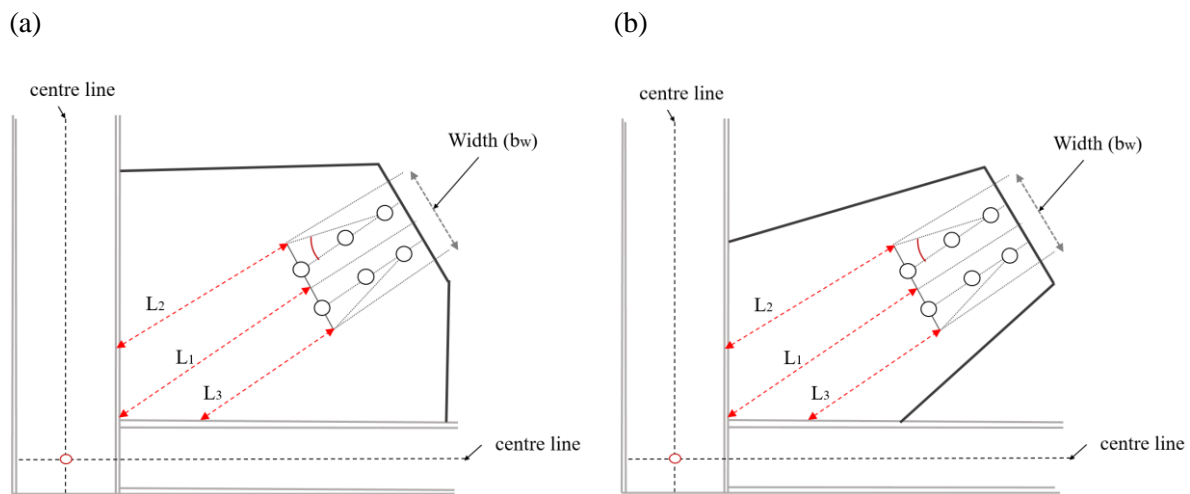 (a)
centre line
Width (bw)
L2
L1
L3
centre line
(b)
centre line
Width (bw)
L2
L1
L3
centre line